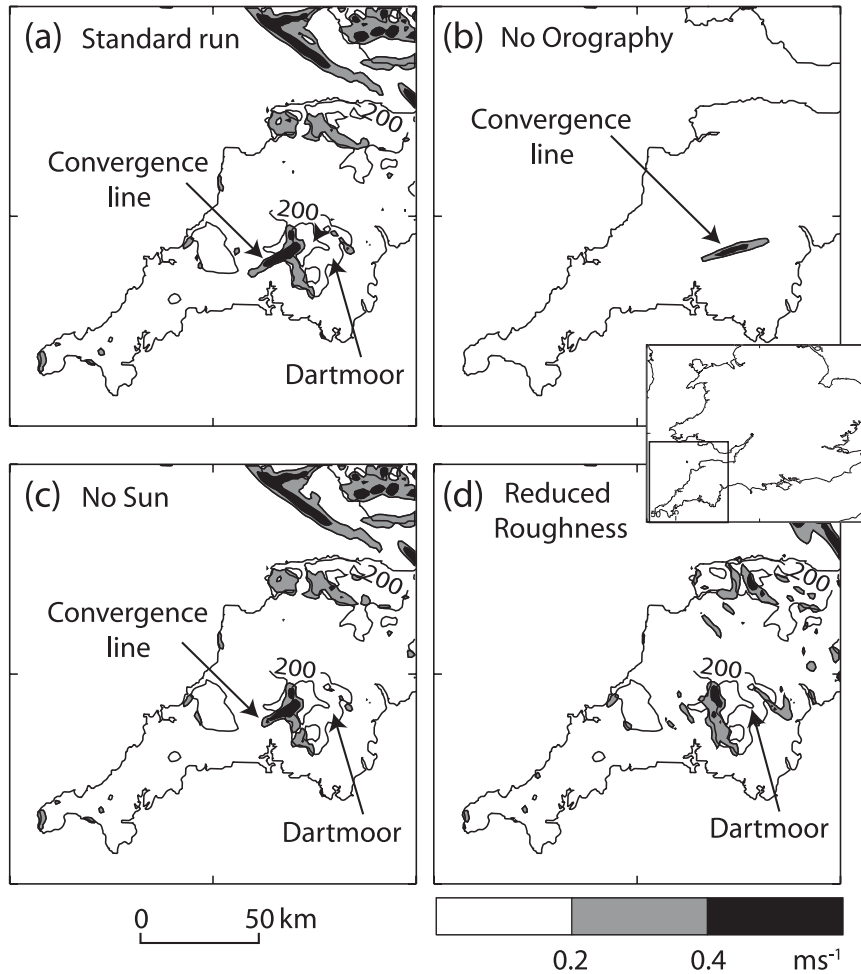 (a) Standard run
200
Convergence
line
200
Dartmoor
(b) No Orography
Convergence
line
(c) No Sun
200
Convergence
line
200
Dartmoor
(d) Reduced
Roughness
200
200
Dartmoor
0 50 km
0.2 0.4 ms⁻¹